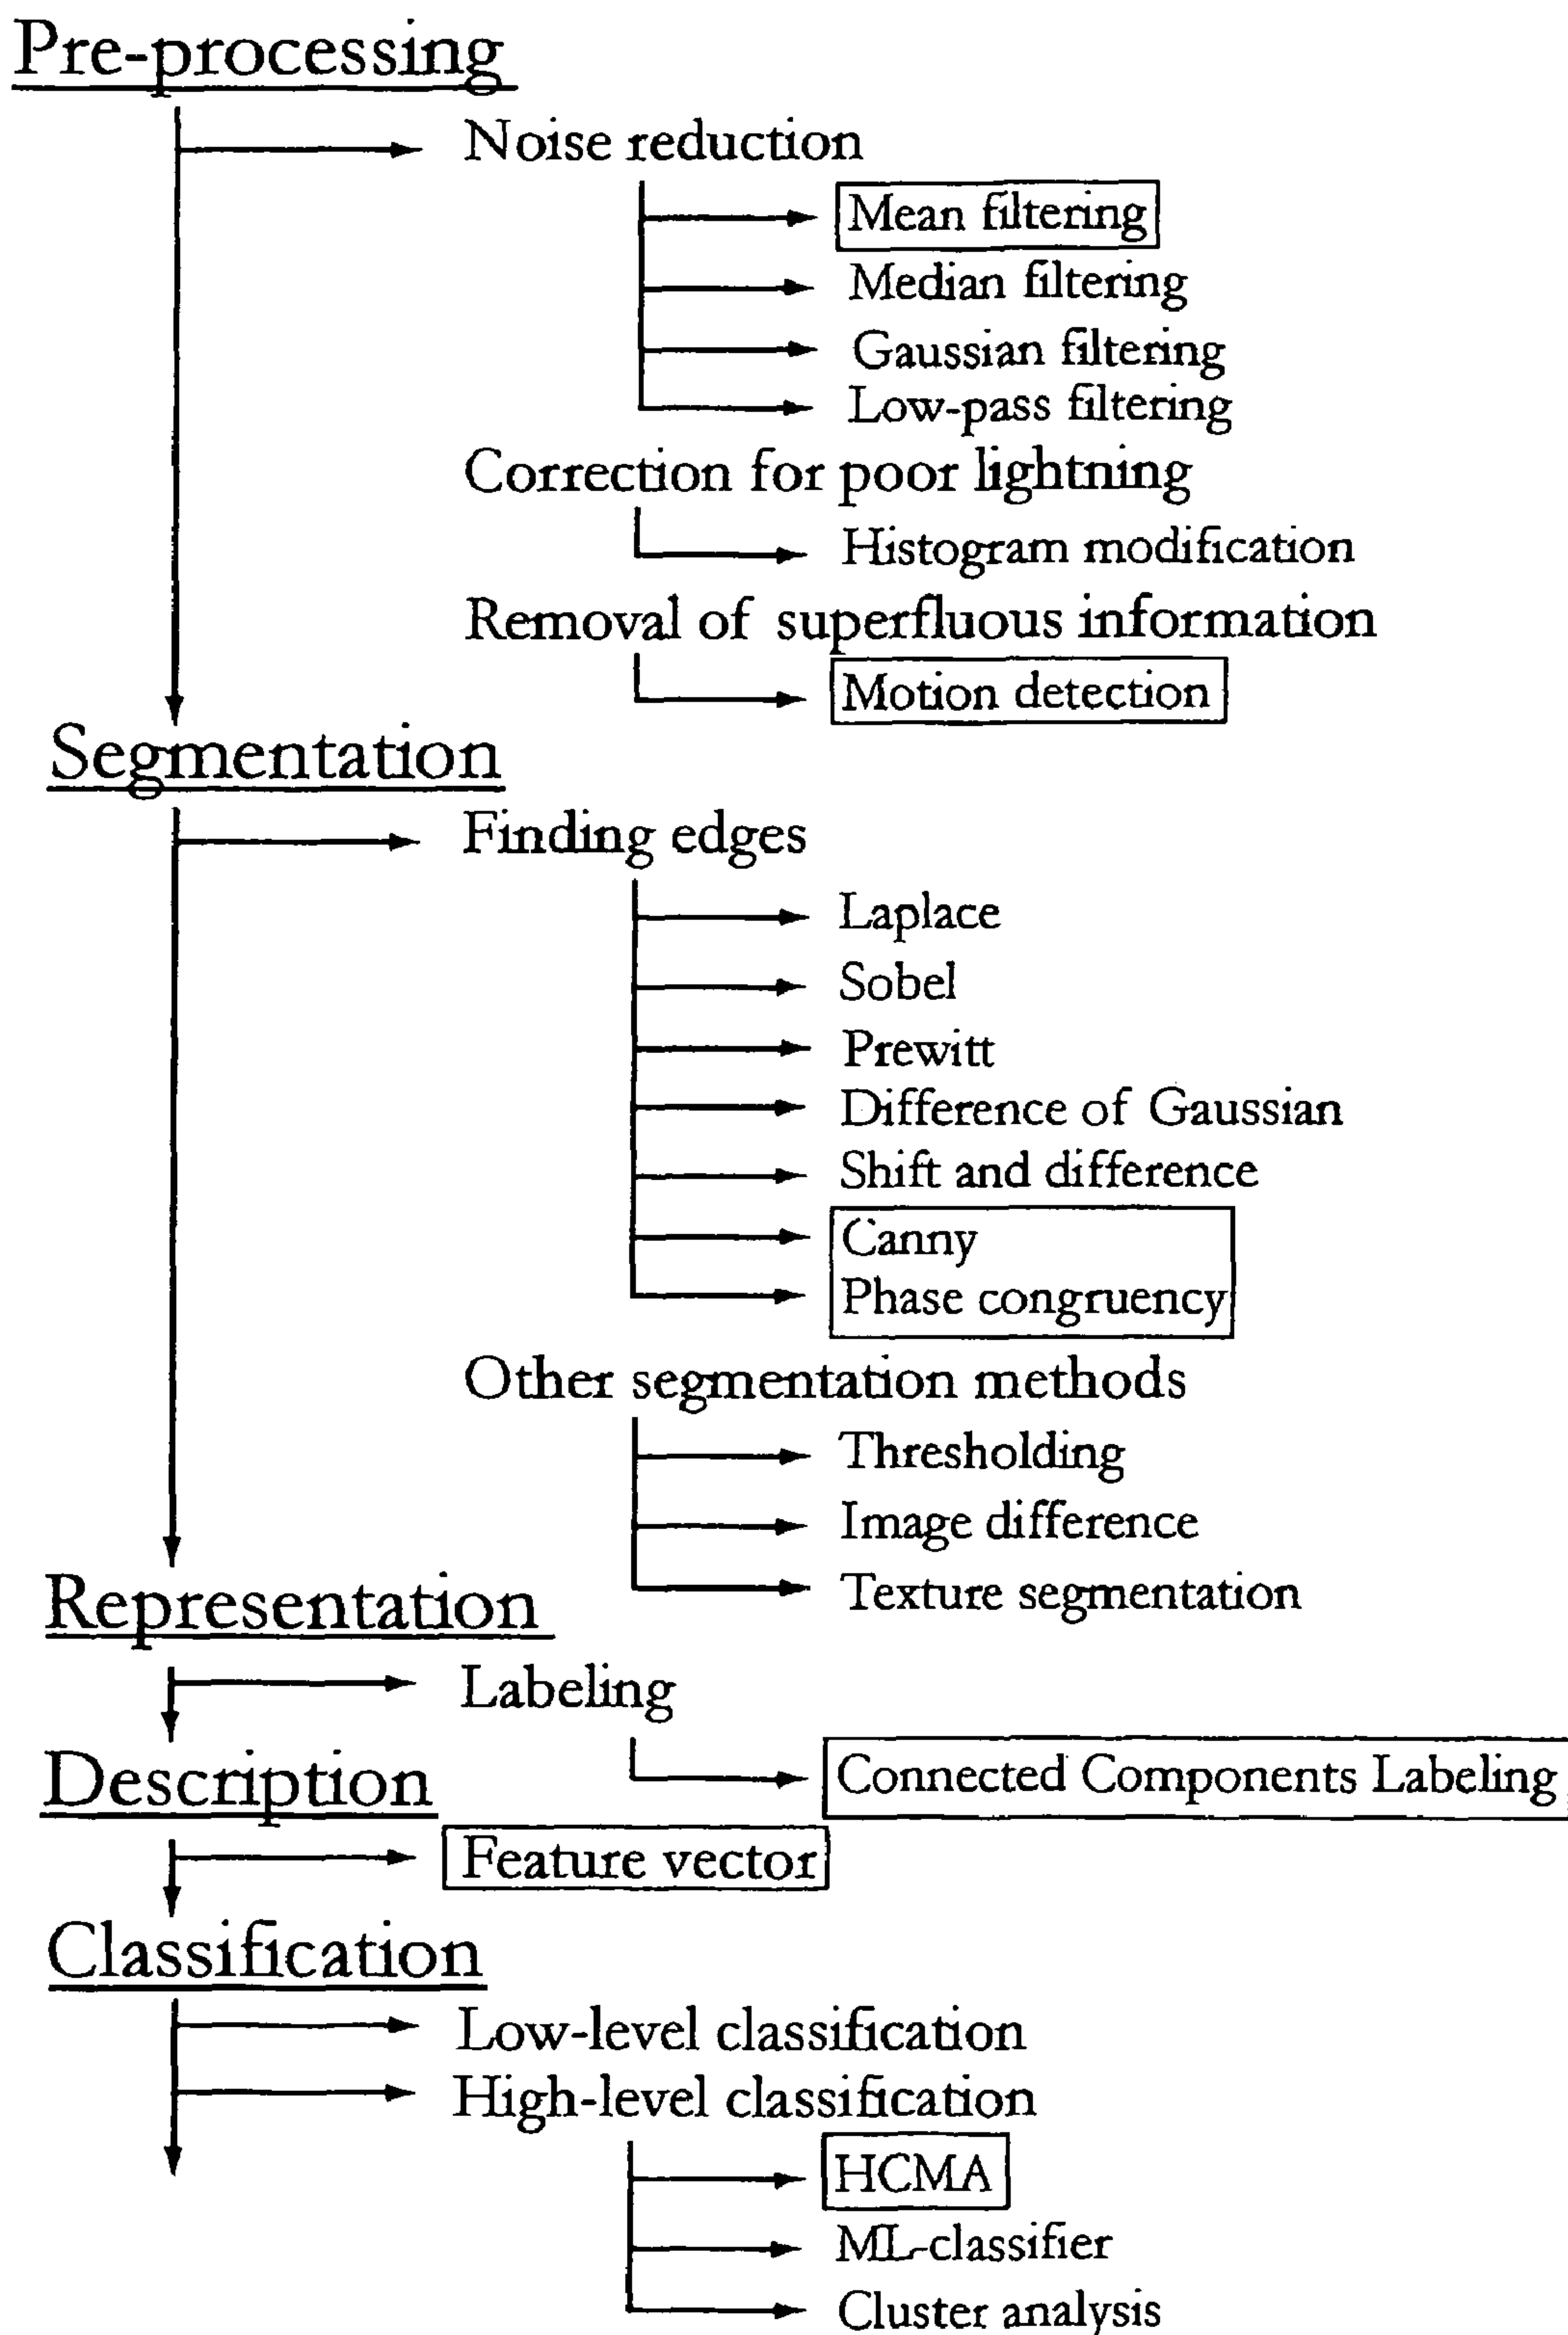 Pre-processing
Noise reduction
Mean filtering
Median filtering
Gaussian filtering
Low-pass filtering
Correction for poor lightning
Histogram modification
Removal of superfluous information
Motion detection
Segmentation
Finding edges
Laplace
Sobel
Prewitt
Difference of Gaussian
Shift and difference
Canny
Phase congruency
Other segmentation methods
Thresholding
Image difference
Texture segmentation
Representation
Labeling
Connected Components Labeling
Description
Feature vector
Classification
Low-level classification
High-level classification
HCMA
ML-classifier
Cluster analysis